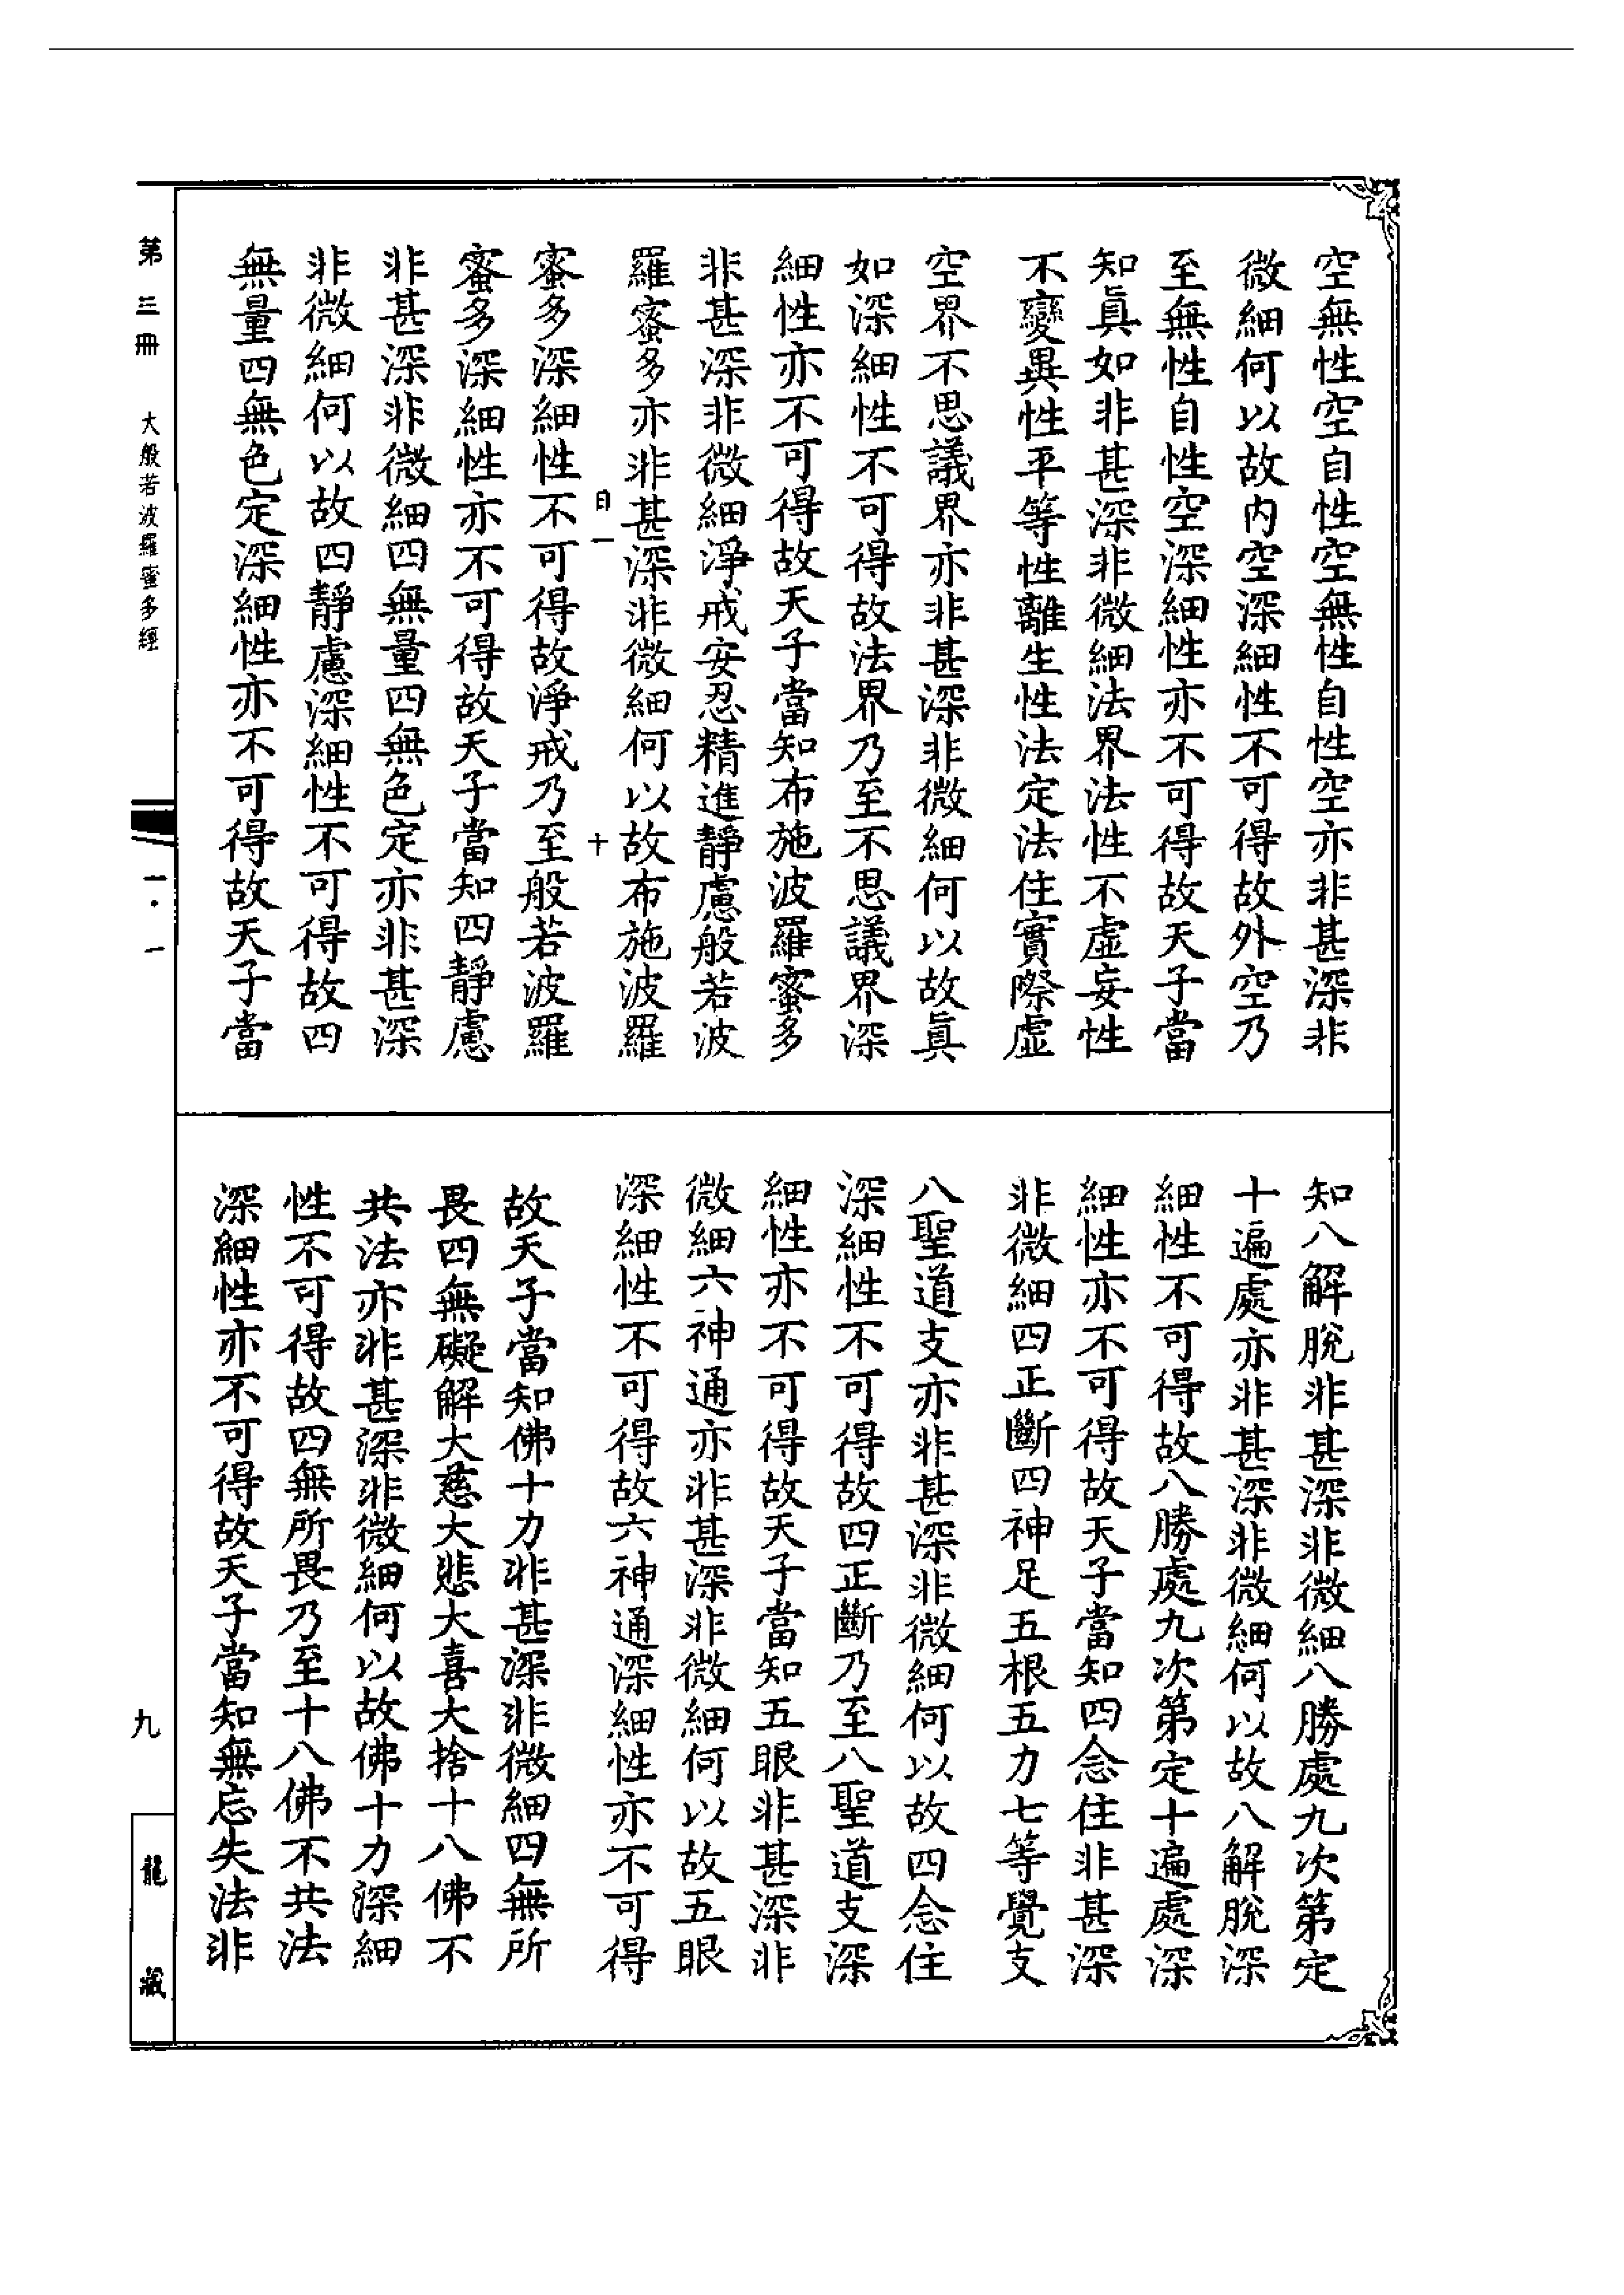 空無性空自性空無性自性空亦非甚深非
微細何以故內空深細性不可得故外空乃
至無性自性空深細性亦不可得故天子當
知真如非甚深非微細法界法性不虛妄性
不變異性平等性離生性法定法住實際虛
空界不思議界亦非甚深非微細何以故真
如深細性不可得故法界乃至不思議界深
細性亦不可得故天子當知布施波羅蜜多
非甚深非微細淨戒安忍精進靜慮般若波
羅蜜多亦非甚深非微細何以故布施波羅
日一 十
蜜多深細性不可得故淨戒乃至般若波羅
蜜多深細性亦不可得故天子當知四靜慮
非甚深非微細四無量四無色定亦非甚深
非微細何以故四靜慮深細性不可得故四
無量四無色定深細性亦不可得故天子當
知八解脫非甚深非微細八勝處九次第定
十遍處亦非甚深非微細何以故八解脫深
細性不可得故八勝處九次第定十遍處深
細性亦不可得故天子當知四念住非甚深
非微細四正斷四神足五根五力七等覺支
八聖道支亦非甚深非微細何以故四念住
深細性不可得故四正斷乃至八聖道支深
細性亦不可得故天子當知五眼非甚深非
微細六神通亦非甚深非微細何以故五眼
深細性不可得故六神通深細性亦不可得
故天子當知佛十力非甚深非微細四無所
畏四無礙解大慈大悲大喜大捨十八佛不
共法亦非甚深非微細何以故佛十力深細
性不可得故四無所畏乃至十八佛不共法
深細性亦不可得故天子當知無忘失法非
第三冊 大般若波羅蜜多經
一·一
九
龍藏